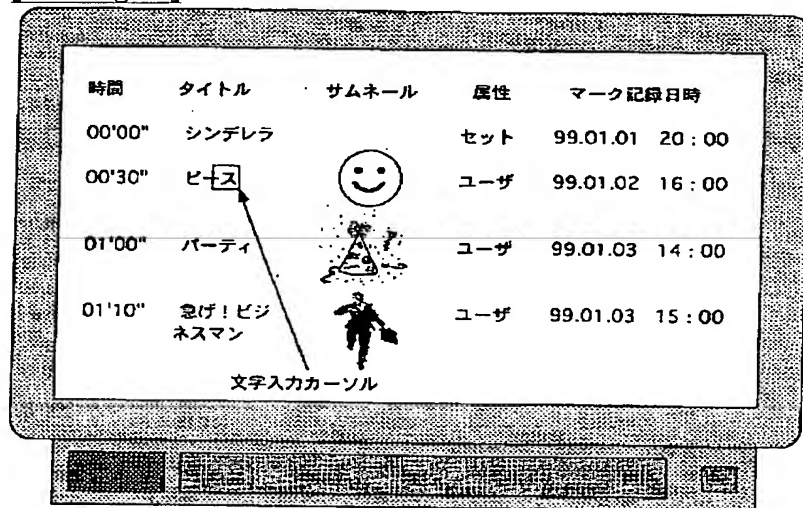 時間 タイトル サムネール 属性 マーク記録日時
00'00" シンデレラ セット 99.01.01 20:00
00'30" ピース ユーザ 99.01.02 16:00
01'00" パーティ ユーザ 99.01.03 14:00
01'10" 急げ!ビジ ユーザ 99.01.03 15:00
ネスマン
文字入力カーソル